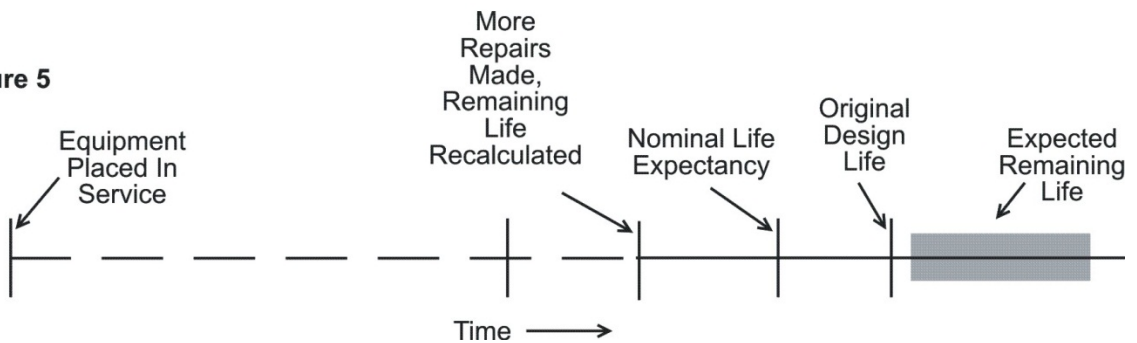 ure 5
Equipment
Placed In
Service
More
Repairs
Made,
Remaining
Life
Recalculated
Nominal Life
Expectancy
Original
Design
Life
Expected
Remaining
Life
Time